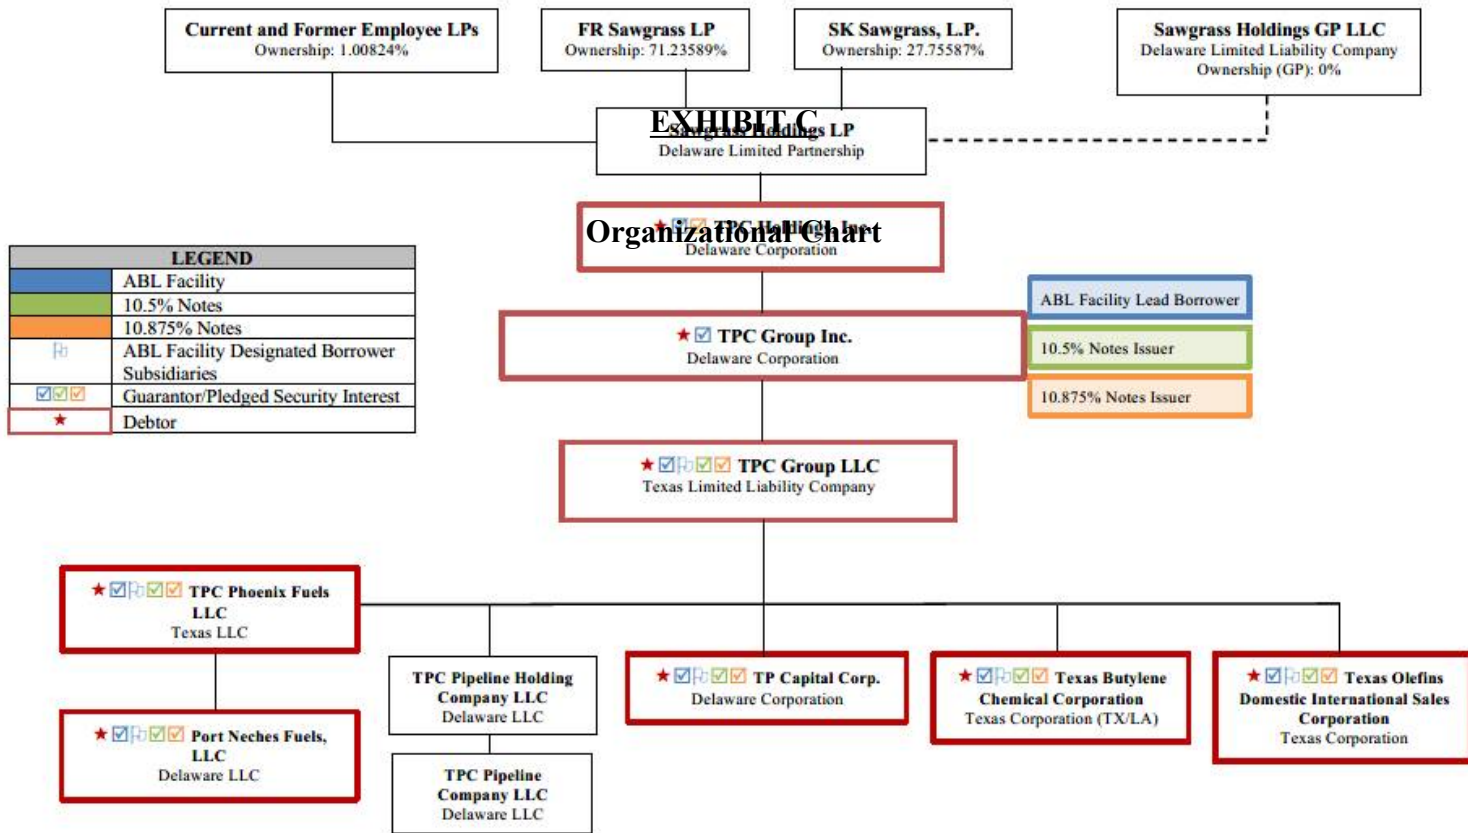 Current and Former Employee LPs
Ownership: 1.00824%
FR Sawgrass LP
Ownership: 71.23589%
SK Sawgrass, L.P.
Ownership: 27.75587%
Sawgrass Holdings GP LLC
Delaware Limited Liability Company
Ownership (GP): 0%
EXHIBIT C
Sawgrass Holdings LP
Delaware Limited Partnership
★ ☑☑ TPC Holdings, Inc.
Organizational Chart
Delaware Corporation
LEGEND
ABL Facility
10.5% Notes
10.875% Notes
ABL Facility Designated Borrower
Subsidiaries
☑☑☑ Guarantor/Pledged Security Interest
★ Debtor
★ ☑ TPC Group Inc.
Delaware Corporation
ABL Facility Lead Borrower
10.5% Notes Issuer
10.875% Notes Issuer
★ ☑⚐☑☑ TPC Group LLC
Texas Limited Liability Company
★ ☑⚐☑☑ TPC Phoenix Fuels
LLC
Texas LLC
★ ☑⚐☑☑ Port Neches Fuels,
LLC
Delaware LLC
TPC Pipeline Holding
Company LLC
Delaware LLC
TPC Pipeline
Company LLC
Delaware LLC
★ ☑⚐☑☑ TP Capital Corp.
Delaware Corporation
★ ☑⚐☑☑ Texas Butylene
Chemical Corporation
Texas Corporation (TX/LA)
★ ☑⚐☑☑ Texas Olefins
Domestic International Sales
Corporation
Texas Corporation